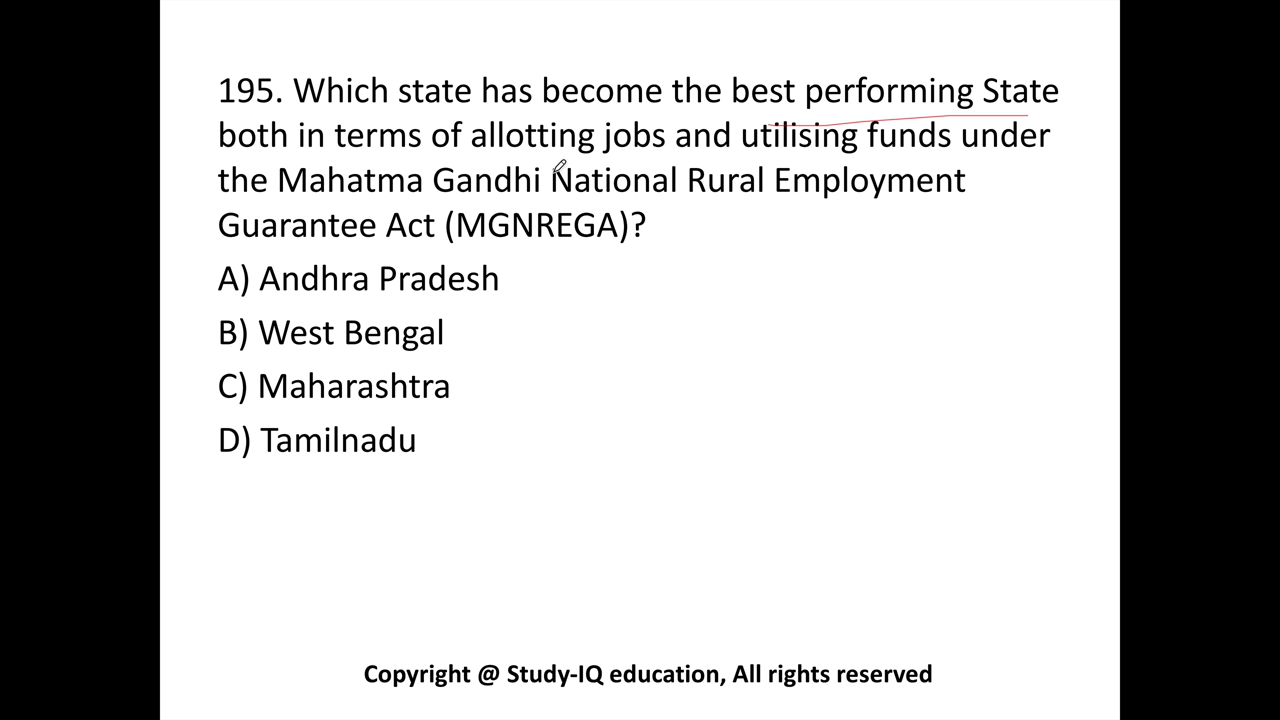 195. Which state has become the best performing State
both in terms of allotting jobs and utilising funds under
the Mahatma Gandhi National Rural Employment
Guarantee Act (MGNREGA)?
A) Andhra Pradesh
B) West Bengal
C) Maharashtra
D) Tamilnadu
Copyright @ Study-IQ education, All rights reserved